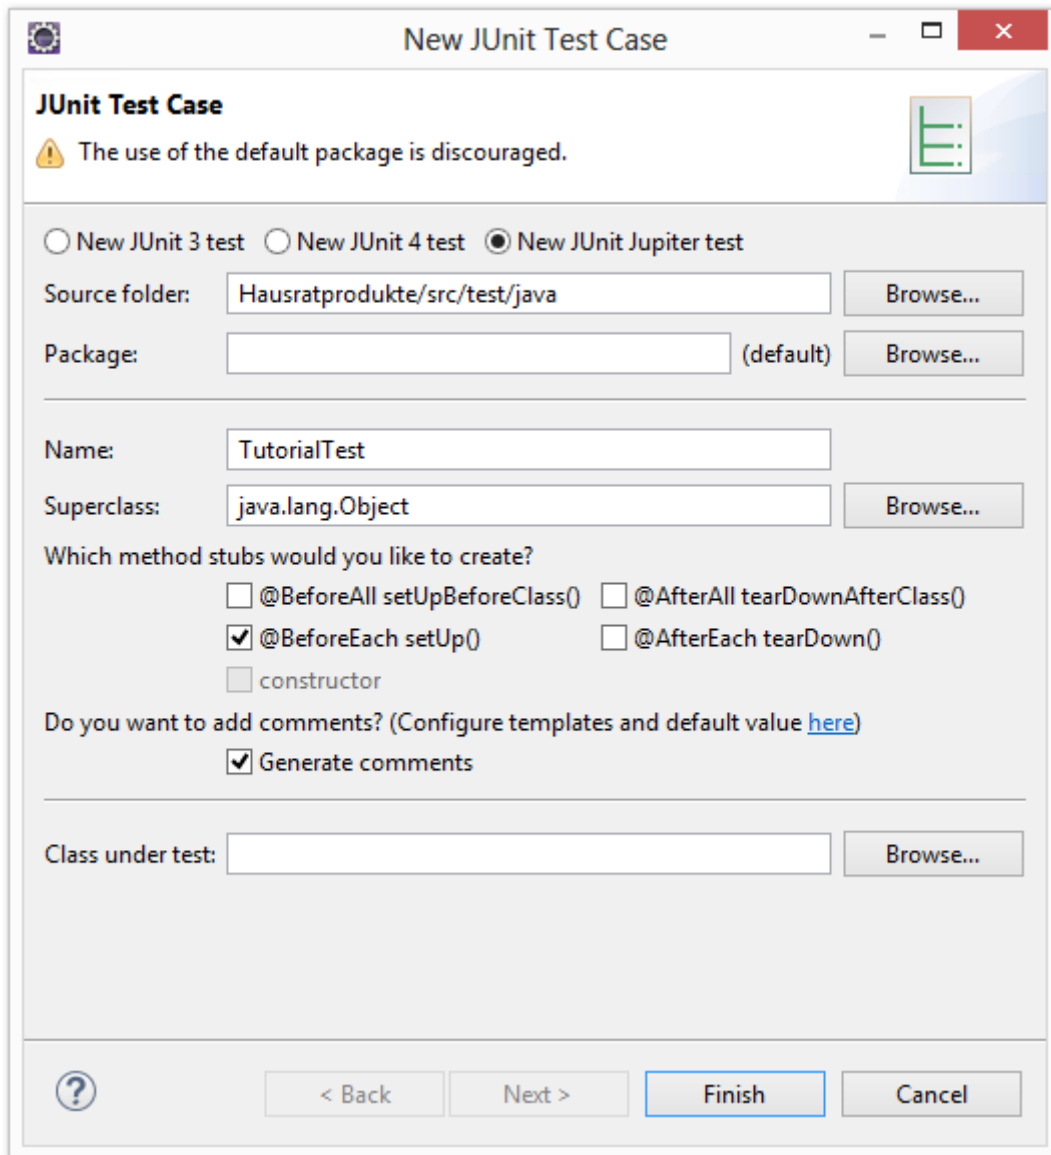 New JUnit Test Case
JUnit Test Case
The use of the default package is discouraged.
New JUnit 3 test New JUnit 4 test New JUnit Jupiter test
Source folder: Hausratprodukte/src/test/java Browse...
Package: (default) Browse...
Name: TutorialTest
Superclass: java.lang.Object Browse...
Which method stubs would you like to create?
@BeforeAll setUpBeforeClass() @AfterAll tearDownAfterClass()
@BeforeEach setUp() @AfterEach tearDown()
constructor
Do you want to add comments? (Configure templates and default value here)
Generate comments
Class under test: Browse...
? < Back Next > Finish Cancel